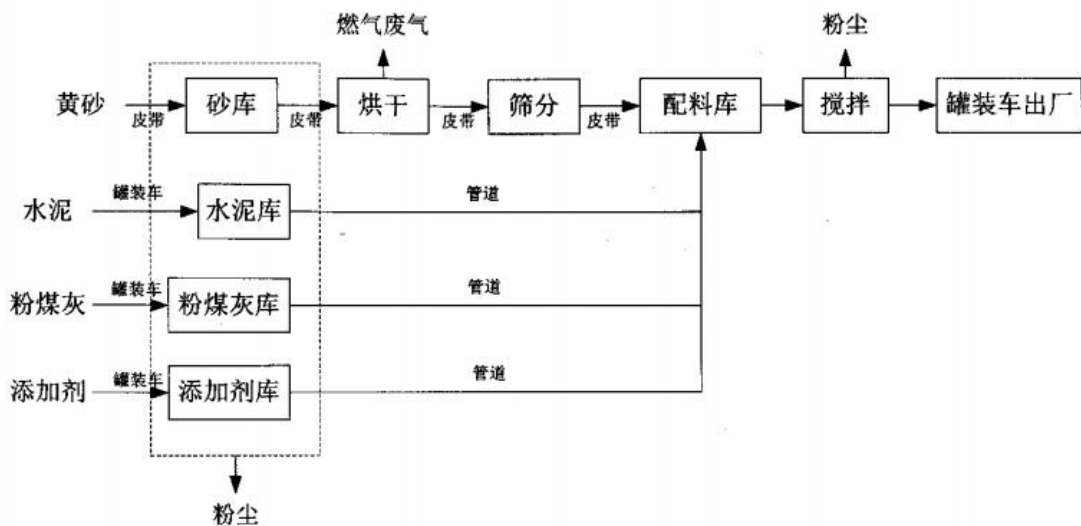 燃气废气
粉尘
黄砂
皮带
砂库
皮带
烘干
皮带
筛分
皮带
配料库
搅拌
罐装车出厂
水泥
罐装车
水泥库
管道
粉煤灰
罐装车
粉煤灰库
管道
添加剂
罐装车
添加剂库
管道
粉尘